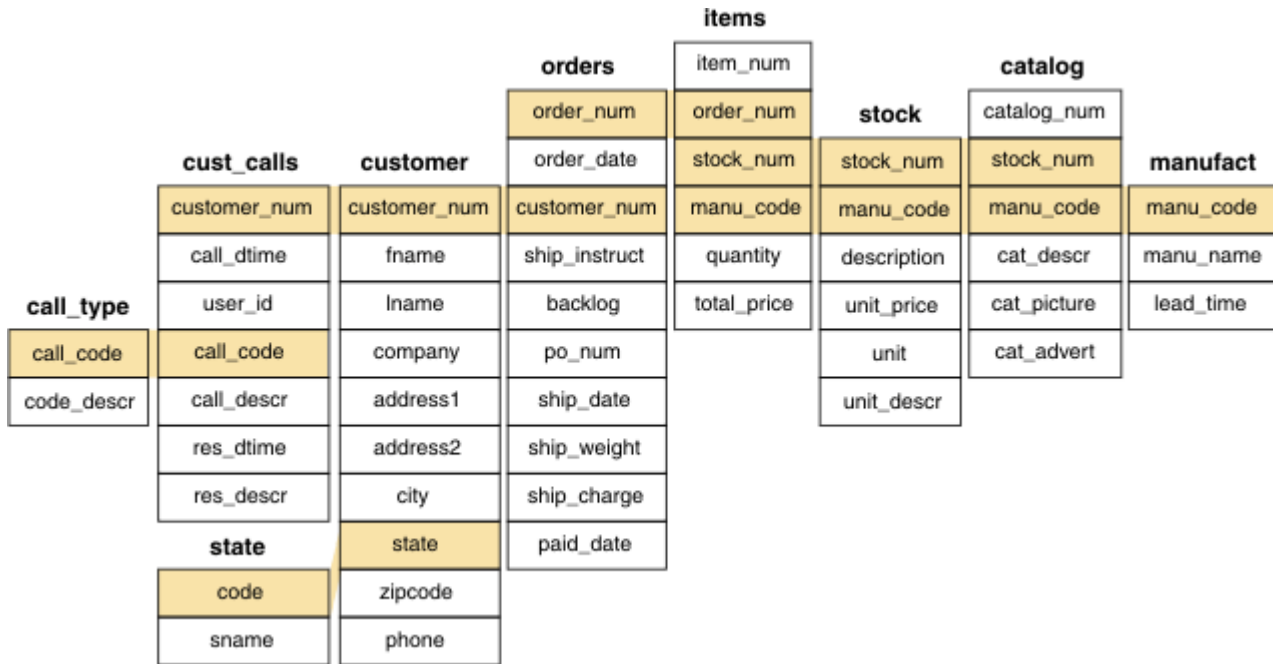 call_type
call_code
code_descr
cust_calls
customer_num
call_dtime
user_id
call_code
call_descr
res_dtime
res_descr
state
code
sname
customer
customer_num
fname
lname
company
address1
address2
city
state
zipcode
phone
orders
order_num
order_date
customer_num
ship_instruct
backlog
po_num
ship_date
ship_weight
ship_charge
paid_date
items
item_num
order_num
stock_num
manu_code
quantity
total_price
stock
stock_num
manu_code
description
unit_price
unit
unit_descr
catalog
catalog_num
stock_num
manu_code
cat_descr
cat_picture
cat_advert
manufact
manu_code
manu_name
lead_time